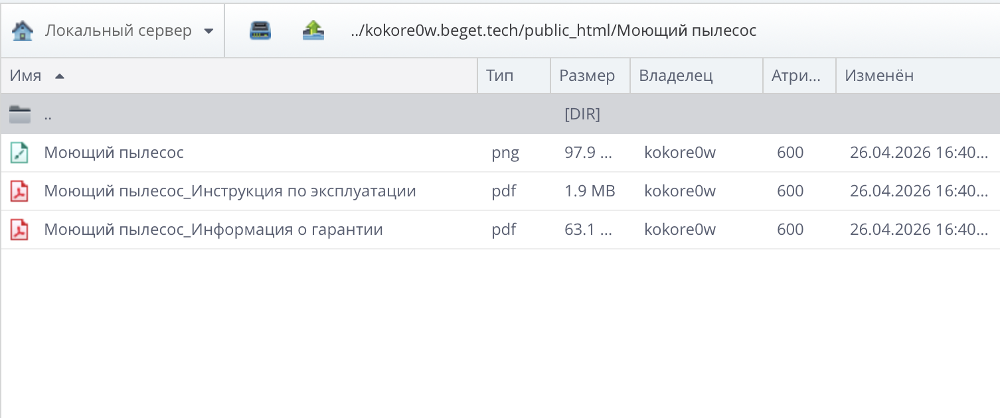 Локальный сервер ../kokore0w.beget.tech/public_html/Моющий пылесос
Имя Тип Размер Владелец Атри... Изменён
.. [DIR]
Моющий пылесос png 97.9 ... kokore0w 600 26.04.2026 16:40...
Моющий пылесос_Инструкция по эксплуатации pdf 1.9 MB kokore0w 600 26.04.2026 16:40...
Моющий пылесос_Информация о гарантии pdf 63.1 ... kokore0w 600 26.04.2026 16:40...